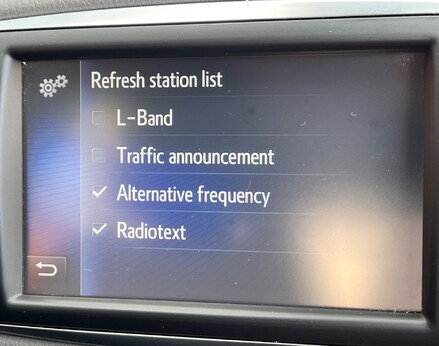 Refresh station list
L-Band
Traffic announcement
Alternative frequency
Radiotext